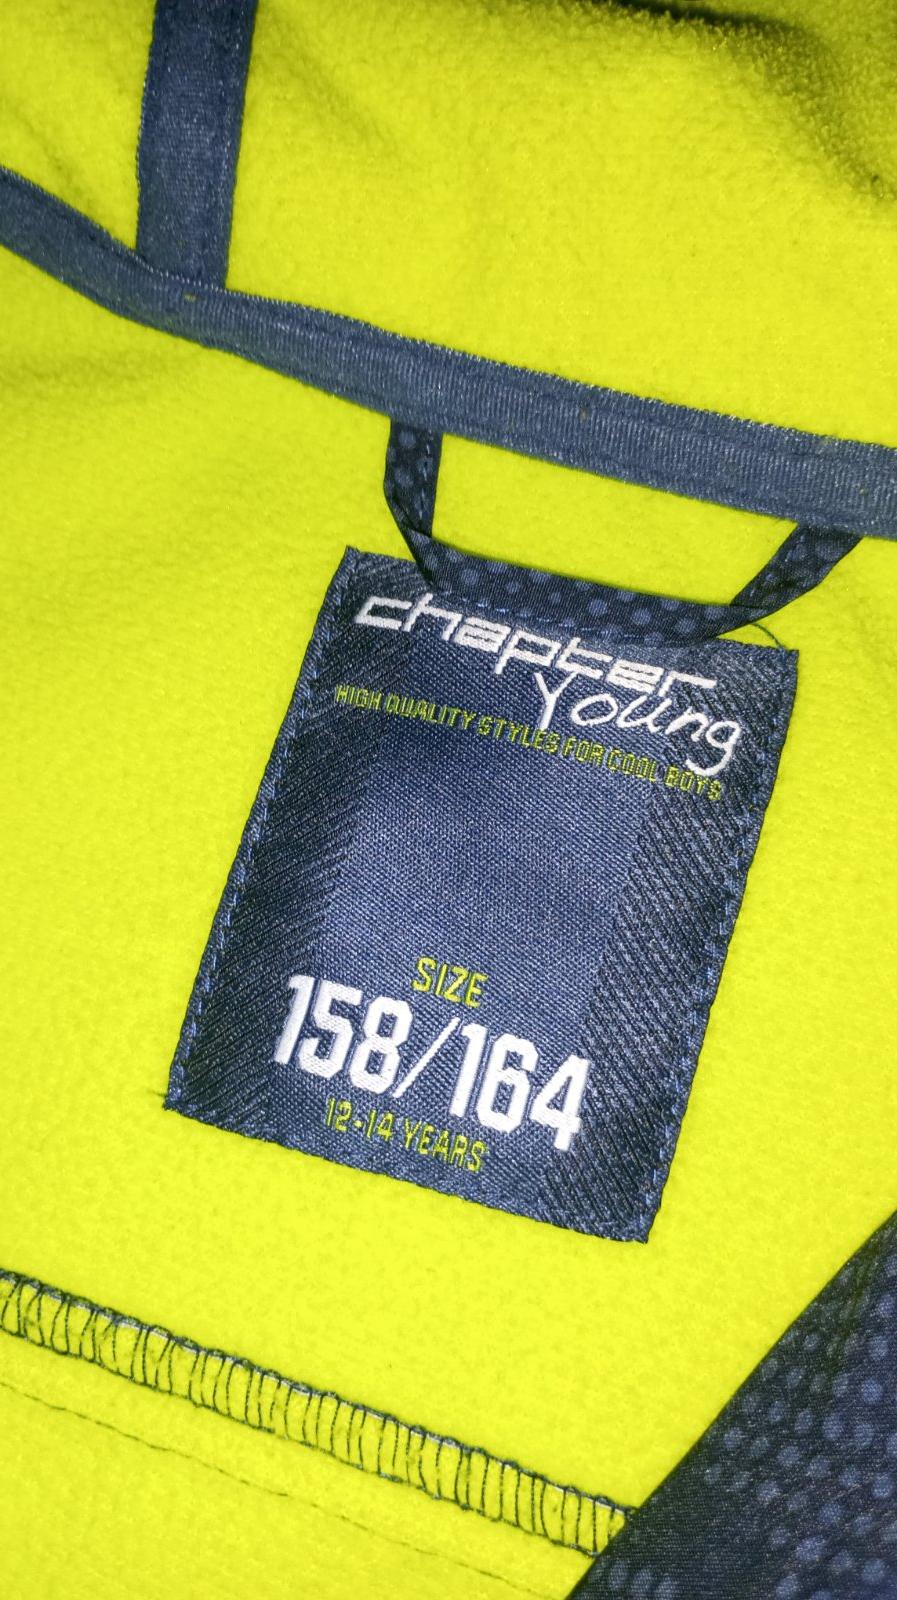 chapter
Young
HIGH QUALITY STYLES FOR COOL BOYS
SIZE
158/164
12-14 YEARS